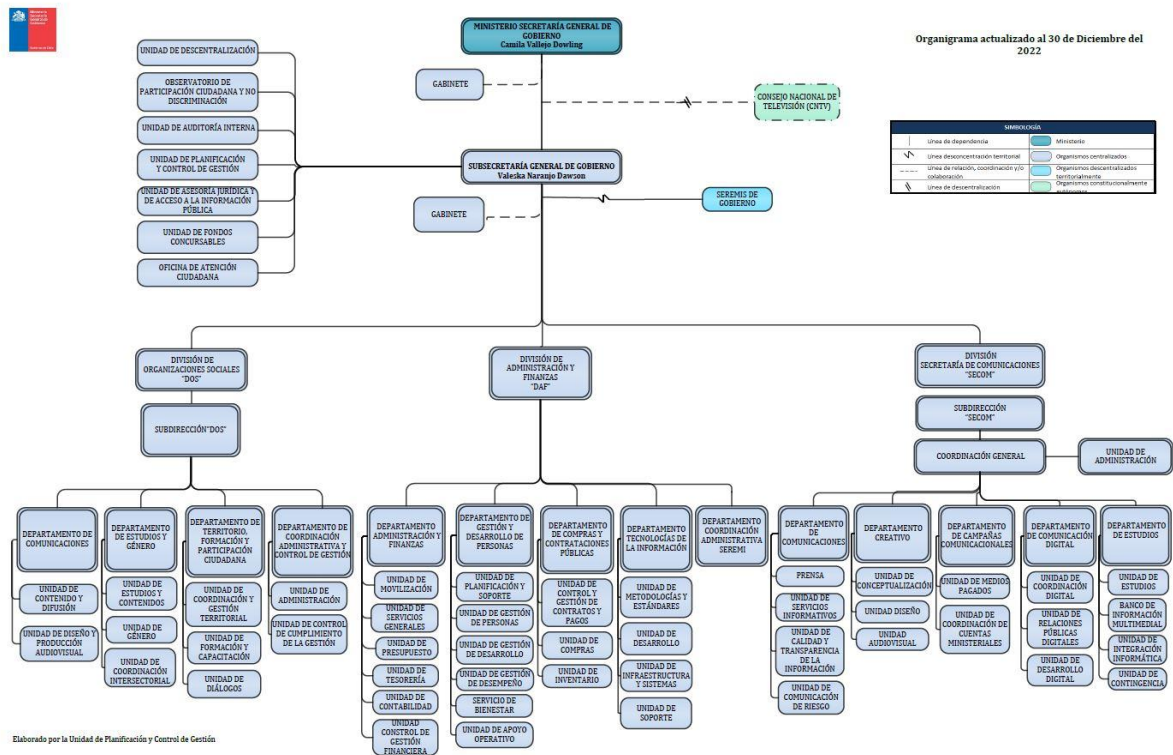 MINISTERIO SECRETARÍA GENERAL DE
GOBIERNO
Camila Vallejo Dowling
Organigrama actualizado al 30 de Diciembre del
2022
UNIDAD DE DESCENTRALIZACIÓN
OBSERVATORIO DE
PARTICIPACIÓN CIUDADANA Y NO
DISCRIMINACIÓN
UNIDAD DE AUDITORÍA INTERNA
UNIDAD DE PLANIFICACIÓN
Y CONTROL DE GESTIÓN
UNIDAD DE ASESORÍA JURÍDICA Y
DE ACCESO A LA INFORMACIÓN
PÚBLICA
UNIDAD DE FONDOS
CONCURSABLES
OFICINA DE ATENCIÓN
CIUDADANA
GABINETE
CONSEJO NACIONAL DE
TELEVISIÓN (CNTV)
SIMBOLOGÍA
Línea de dependencia
Ministerio
Línea desconcentración territorial
Organismos centralizados
Línea de relación, coordinación y/o
colaboración
Organismos descentralizados
territorialmente
Línea de descentralización
Organismos constitucionalmente
SUBSECRETARÍA GENERAL DE GOBIERNO
Valeska Naranjo Dawson
GABINETE
SEREMIS DE
GOBIERNO
DIVISIÓN DE
ORGANIZACIONES SOCIALES
"DOS"
SUBDIRECCIÓN"DOS"
DIVISIÓN DE
ADMINISTRACIÓN Y
FINANZAS
"DAF"
DIVISIÓN
SECRETARÍA DE COMUNICACIONES
"SECOM"
SUBDIRECCIÓN
"SECOM"
COORDINACIÓN GENERAL
UNIDAD DE
ADMINISTRACIÓN
DEPARTAMENTO DE
COMUNICACIONES
UNIDAD DE
CONTENIDO Y
DIFUSIÓN
UNIDAD DE DISEÑO Y
PRODUCCIÓN
AUDIOVISUAL
DEPARTAMENTO
DE ESTUDIOS Y
GÉNERO
UNIDAD DE
ESTUDIOS Y
CONTENIDOS
UNIDAD DE
GÉNERO
UNIDAD DE
COORDINACIÓN
INTERSECTORIAL
DEPARTAMENTO DE
TERRITORIO,
FORMACIÓN Y
PARTICIPACIÓN
CIUDADANA
UNIDAD DE
COORDINACIÓN Y
GESTIÓN
TERRITORIAL
UNIDAD DE
FORMACIÓN Y
CAPACITACIÓN
UNIDAD DE
DIÁLOGOS
DEPARTAMENTO DE
COORDINACIÓN
ADMINISTRATIVA Y
CONTROL DE GESTIÓN
UNIDAD DE
ADMINISTRACIÓN
UNIDAD DE CONTROL
DE CUMPLIMIENTO
DE LA GESTIÓN
DEPARTAMENTO
ADMINISTRACIÓN Y
FINANZAS
UNIDAD DE
MOVILIZACIÓN
UNIDAD DE
SERVICIOS
GENERALES
UNIDAD DE
PRESUPUESTO
UNIDAD DE
TESORERÍA
UNIDAD DE
CONTABILIDAD
UNIDAD
CONSTROL DE
GESTIÓN
FINANCIERA
DEPARTAMENTO DE
GESTIÓN Y
DESARROLLO DE
PERSONAS
UNIDAD DE
PLANIFICACIÓN Y
SOPORTE
UNIDAD DE GESTIÓN
DE PERSONAS
UNIDAD DE GESTIÓN
DE DESARROLLO
UNIDAD DE GESTIÓN
DE DESEMPEÑO
SERVICIO DE
BIENESTAR
UNIDAD DE APOYO
OPERATIVO
DEPARTAMENTO
DE COMPRAS Y
CONTRATACIONES
PÚBLICAS
UNIDAD
CONTROL Y
GESTIÓN DE
CONTRATOS Y
PAGOS
UNIDAD DE
COMPRAS
UNIDAD DE
INVENTARIO
DEPARTAMENTO
TECNOLOGÍAS DE
LA INFORMACIÓN
UNIDAD DE
METODOLOGÍAS Y
ESTÁNDARES
UNIDAD DE
DESARROLLO
UNIDAD DE
INFRAESTRUCTURA
Y SISTEMAS
UNIDAD DE
SOPORTE
DEPARTAMENTO
COORDINACIÓN
ADMINISTRATIVA
SEREMI
DEPARTAMENTO
DE
COMUNICACIONES
PRENSA
UNIDAD DE
SERVICIOS
INFORMATIVOS
UNIDAD DE
CALIDAD Y
TRANSPARENCIA
DE LA
INFORMACIÓN
UNIDAD DE
COMUNICACIÓN
DE RIESGO
DEPARTAMENTO
CREATIVO
UNIDAD DE
CONCEPTUALIZACIÓN
UNIDAD DISEÑO
UNIDAD
AUDIOVISUAL
DEPARTAMENTO
DE CAMPAÑAS
COMUNICACIONALES
UNIDAD DE MEDIOS
PAGADOS
UNIDAD DE
COORDINACIÓN DE
CUENTAS
MINISTERIALES
DEPARTAMENTO
DE COMUNICACIÓN
DIGITAL
UNIDAD DE
COORDINACIÓN
DIGITAL
UNIDAD DE
RELACIONES
PÚBLICAS
DIGITALES
UNIDAD DE
DESARROLLO
DIGITAL
DEPARTAMENTO
DE ESTUDIOS
UNIDAD DE
ESTUDIOS
BANCO DE
INFORMACIÓN
MULTIMEDIAL
UNIDAD DE
INTEGRACIÓN
INFORMÁTICA
UNIDAD DE
CONTINGENCIA
Elaborado por la Unidad de Planificación y Control de Gestión